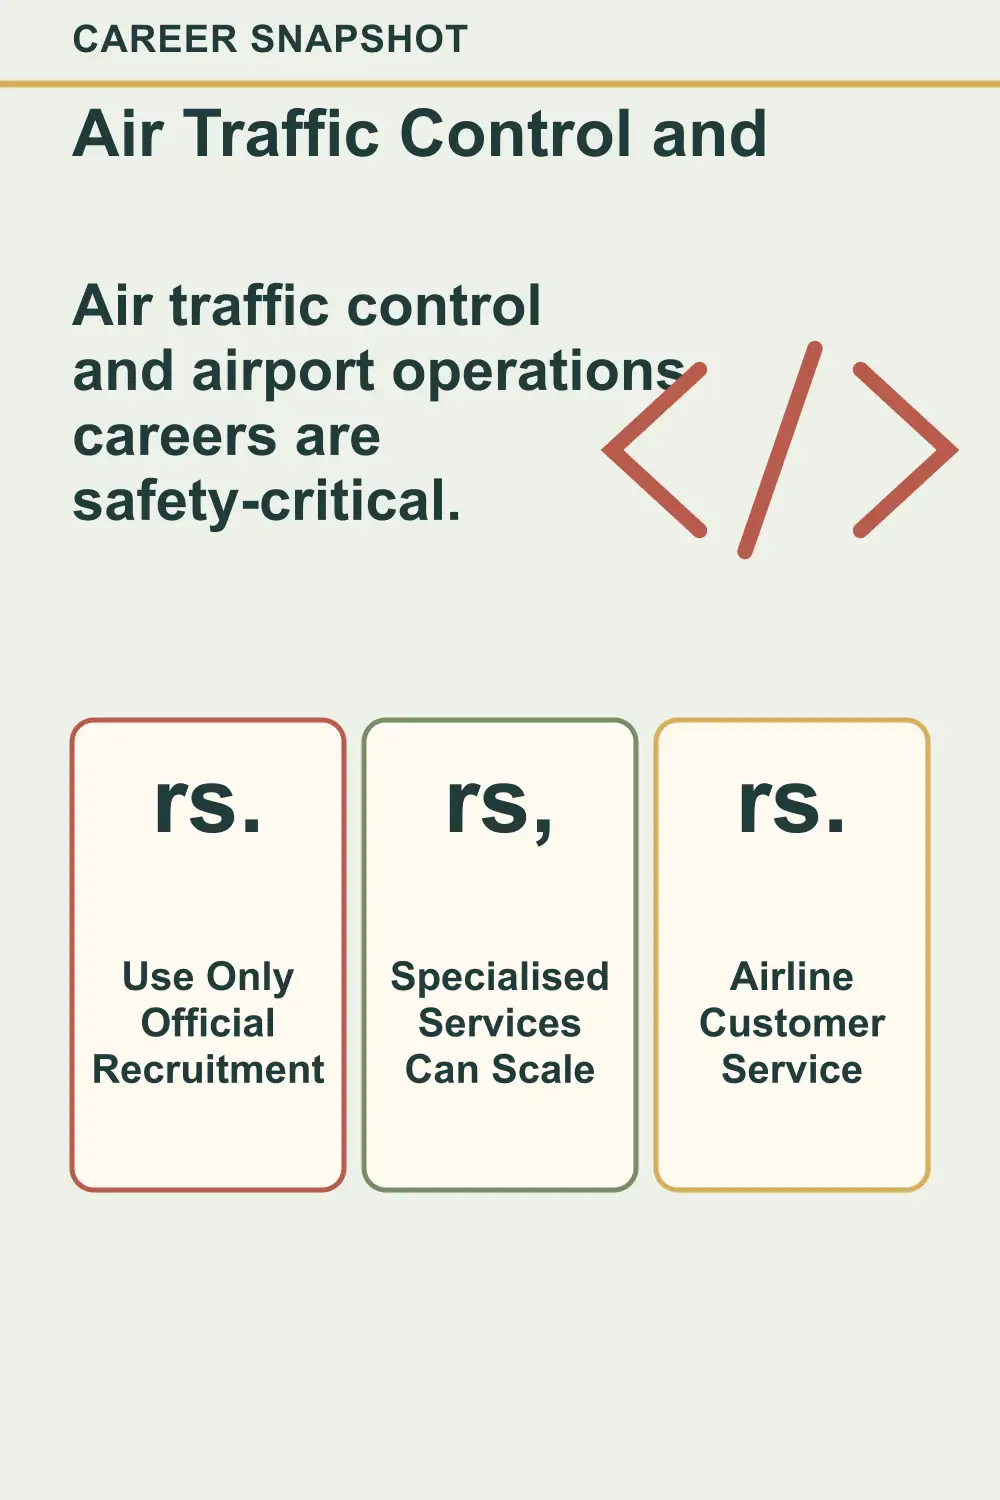 CAREER SNAPSHOT
Air Traffic Control and
Air traffic control
and airport operations
careers are
safety-critical.
</>
rs.
Use Only
Official
Recruitment
rs,
Specialised
Services
Can Scale
rs.
Airline
Customer
Service